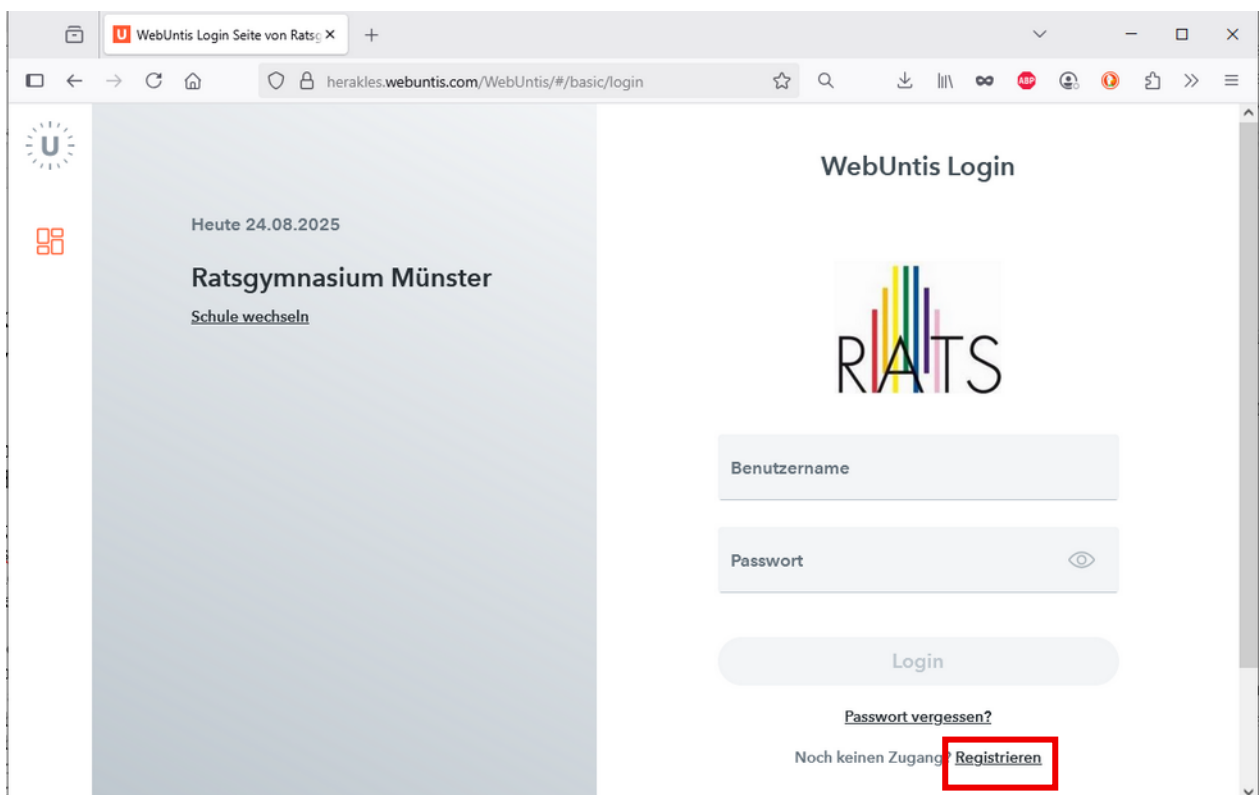 WebUntis Login Seite von Ratsg
herakles.webuntis.com/WebUntis/#/basic/login
ABP
U
WebUntis Login
Heute 24.08.2025
Ratsgymnasium Münster
Schule wechseln
RATS
Benutzername
Passwort
Login
Passwort vergessen?
Noch keinen Zugang? Registrieren